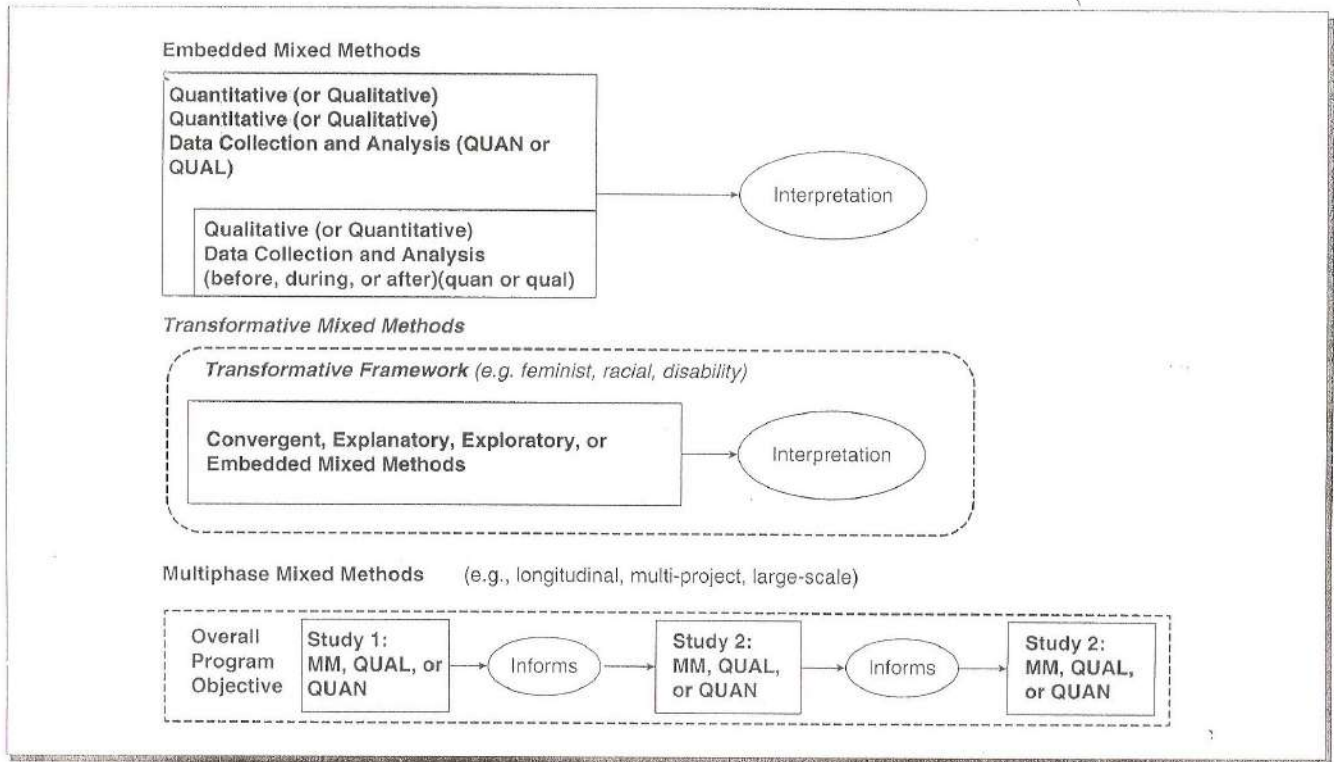 Embedded Mixed Methods
Quantitative (or Qualitative)
Quantitative (or Qualitative)
Data Collection and Analysis (QUAN or
QUAL)
Interpretation
Qualitative (or Quantitative)
Data Collection and Analysis
(before, during, or after)(quan or qual)
Transformative Mixed Methods
Transformative Framework (e.g. feminist, racial, disability)
Convergent, Explanatory, Exploratory, or
Embedded Mixed Methods
Interpretation
Multiphase Mixed Methods (e.g., longitudinal, multi-project, large-scale)
Overall
Program
Objective
Study 1:
MM, QUAL, or
QUAN
Informs
Study 2:
MM, QUAL,
or QUAN
Informs
Study 2:
MM, QUAL,
or QUAN